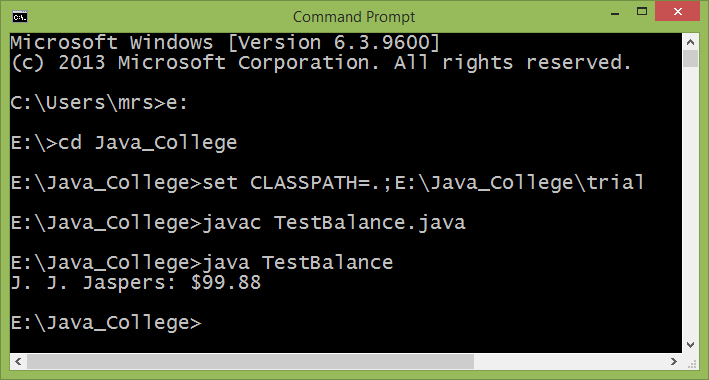 Command Prompt
Microsoft Windows [Version 6.3.9600]
(c) 2013 Microsoft Corporation. All rights reserved.
C:\Users\mrs>e:
E:\>cd Java_College
E:\Java_College>set CLASSPATH=.;E:\Java_College\trial
E:\Java_College>javac TestBalance.java
E:\Java_College>java TestBalance
J. J. Jaspers: $99.88
E:\Java_College>